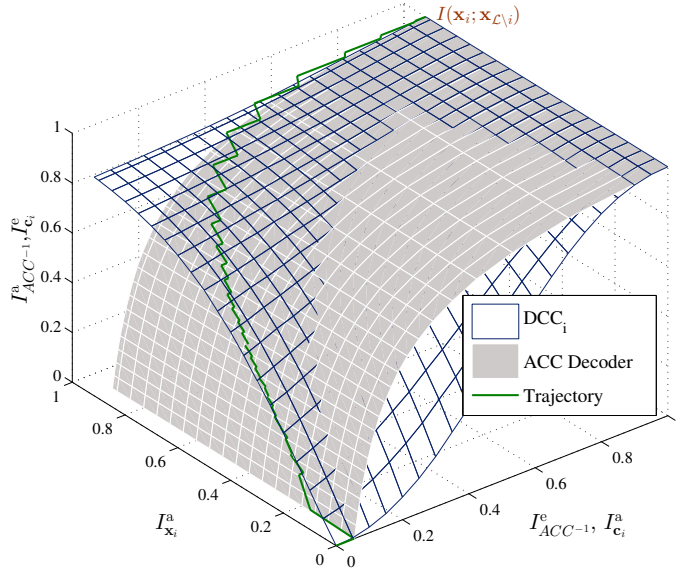 I(x_i; x_{L\i})
1
0.8
0.6
0.4
0.2
0
I^a_{ACC^{-1}}, I^e_{c_i}
1
0.8
0.6
0.4
0.2
0
I^a_{x_i}
0
0.2
0.4
0.6
0.8
I^e_{ACC^{-1}}, I^a_{c_i}
DCC_i
ACC Decoder
Trajectory